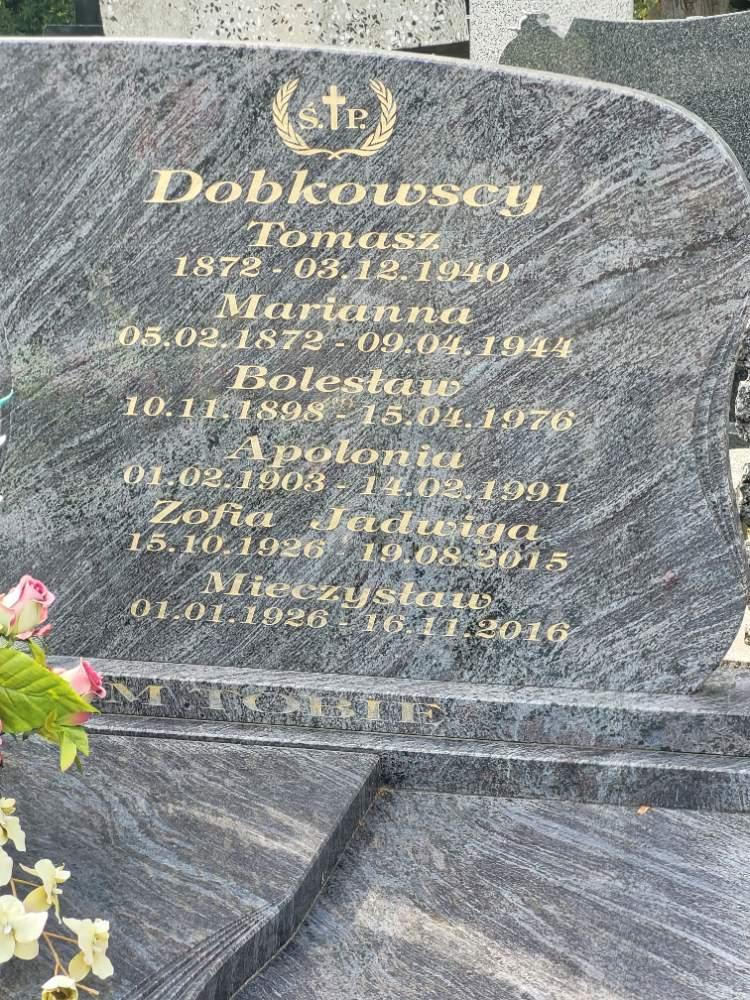 Ś.†P.
Dobkowscy
Tomasz
1872 - 03.12.1940
Marianna
05.02.1872 - 09.04.1944
Bolesław
10.11.1898 - 15.04.1976
Apolonia
01.02.1903 - 14.02.1991
Zofia Jadwiga
15.10.1926 - 19.08.2015
Mieczysław
01.01.1926 - 16.11.2016
TOBIE